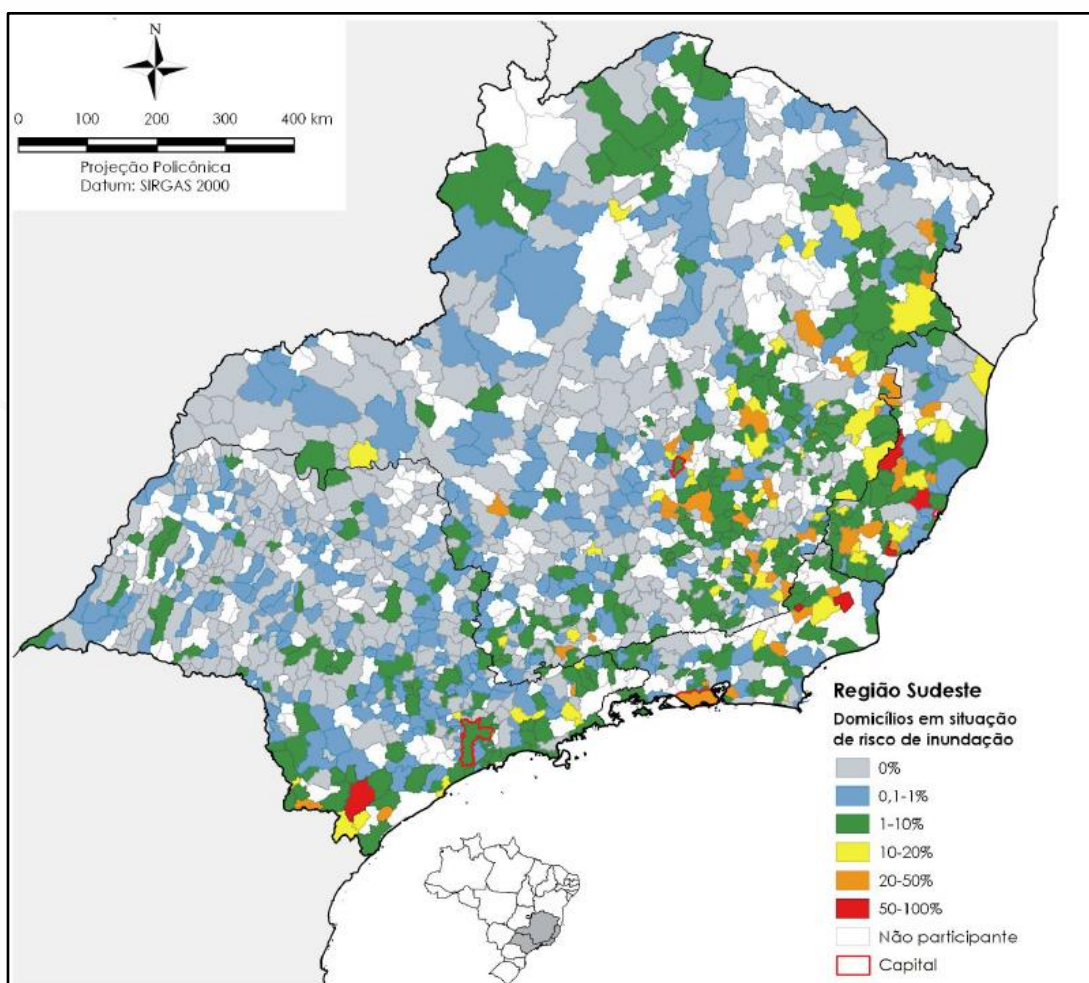 N
0 100 200 300 400 km
Projeção Policônica
Datum: SIRGAS 2000
Região Sudeste
Domicílios em situação
de risco de inundação
0%
0,1-1%
1-10%
10-20%
20-50%
50-100%
Não participante
Capital